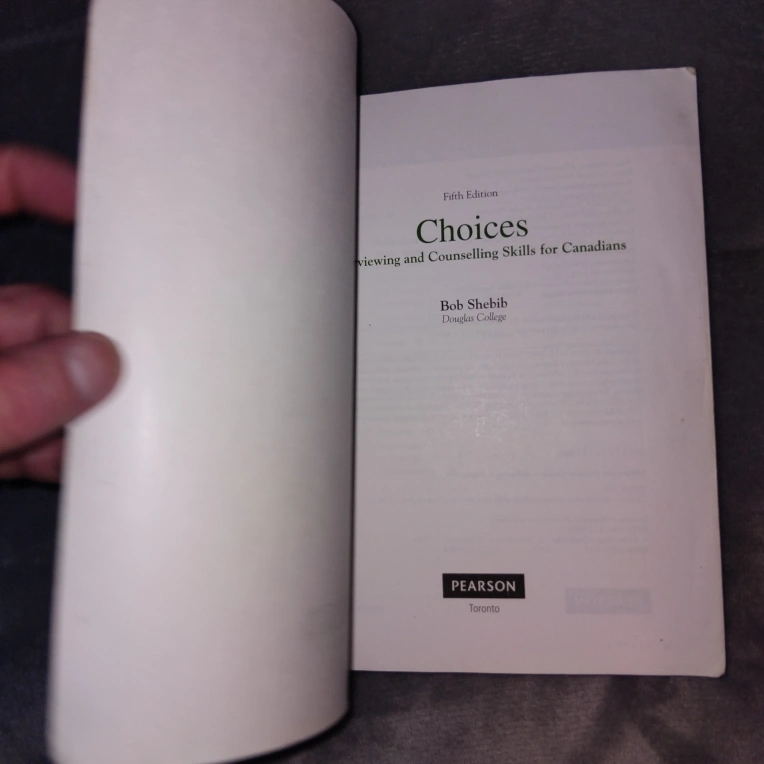 Fifth Edition
Choices
viewing and Counselling Skills for Canadians
Bob Shebib
Douglas College
PEARSON
Toronto